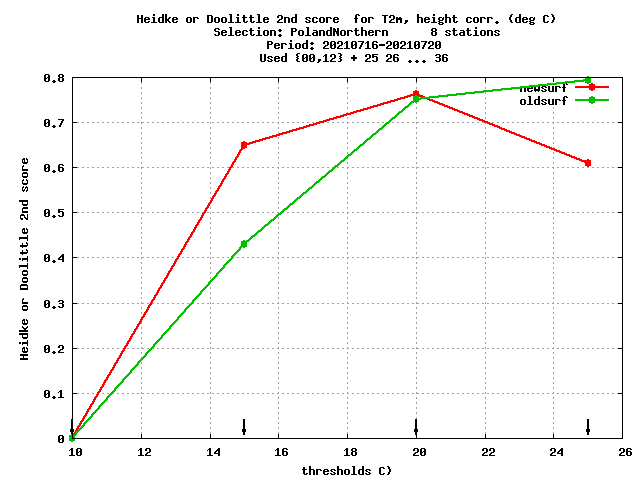 Heidke or Doolittle 2nd score  for T2m, height corr. (deg C)
Selection: PolandNorthern      8 stations
Period: 20210716-20210720
Used {00,12} + 25 26 ... 36
newsurf
oldsurf
Heidke or Doolittle 2nd score
0.8
0.7
0.6
0.5
0.4
0.3
0.2
0.1
0
10 12 14 16 18 20 22 24 26
thresholds C)